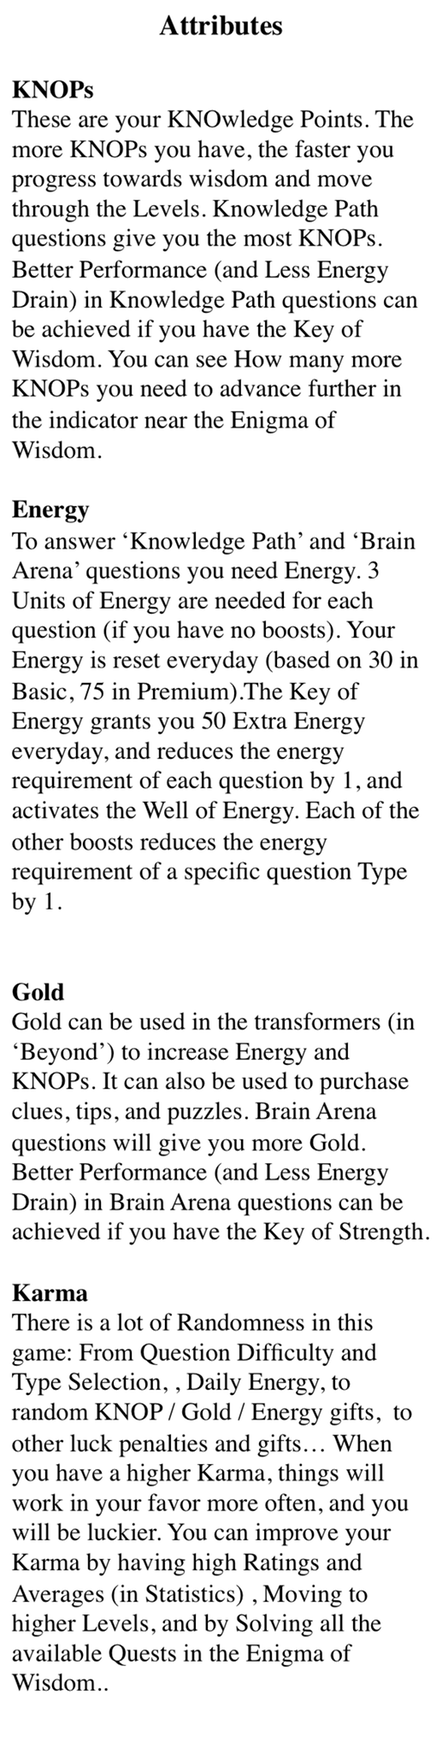 Attributes
KNOPs
These are your KNOwledge Points. The
more KNOPs you have, the faster you
progress towards wisdom and move
through the Levels. Knowledge Path
questions give you the most KNOPs.
Better Performance (and Less Energy
Drain) in Knowledge Path questions can
be achieved if you have the Key of
Wisdom. You can see How many more
KNOPs you need to advance further in
the indicator near the Enigma of
Wisdom.
Energy
To answer ‘Knowledge Path’ and ‘Brain
Arena’ questions you need Energy. 3
Units of Energy are needed for each
question (if you have no boosts). Your
Energy is reset everyday (based on 30 in
Basic, 75 in Premium).The Key of
Energy grants you 50 Extra Energy
everyday, and reduces the energy
requirement of each question by 1, and
activates the Well of Energy. Each of the
other boosts reduces the energy
requirement of a specific question Type
by 1.
Gold
Gold can be used in the transformers (in
‘Beyond’) to increase Energy and
KNOPs. It can also be used to purchase
clues, tips, and puzzles. Brain Arena
questions will give you more Gold.
Better Performance (and Less Energy
Drain) in Brain Arena questions can be
achieved if you have the Key of Strength.
Karma
There is a lot of Randomness in this
game: From Question Difficulty and
Type Selection, , Daily Energy, to
random KNOP / Gold / Energy gifts,  to
other luck penalties and gifts… When
you have a higher Karma, things will
work in your favor more often, and you
will be luckier. You can improve your
Karma by having high Ratings and
Averages (in Statistics) , Moving to
higher Levels, and by Solving all the
available Quests in the Enigma of
Wisdom..